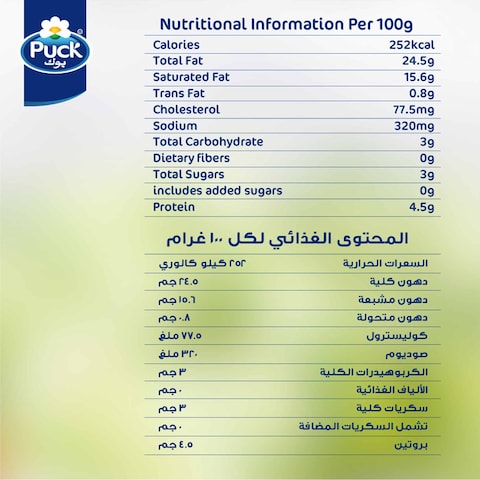 Puck
بوك
Nutritional Information Per 100g
Calories 252kcal
Total Fat 24.5g
Saturated Fat 15.6g
Trans Fat 0.8g
Cholesterol 77.5mg
Sodium 320mg
Total Carbohydrate 3g
Dietary fibers 0g
Total Sugars 3g
includes added sugars 0g
Protein 4.5g
المحتوى الغذائي لكل ١٠٠ غرام
السعرات الحرارية ٢٥٢ كيلو كالوري
دهون كلية ٢٤.٥ جم
دهون مشبعة ١٥.٦ جم
دهون متحولة ٠.٨ جم
كوليسترول ٧٧.٥ ملغ
صوديوم ٣٢٠ ملغ
الكربوهيدرات الكلية ٣ جم
الألياف الغذائية ٠ جم
سكريات كلية ٣ جم
تشمل السكريات المضافة ٠ جم
بروتين ٤.٥ جم